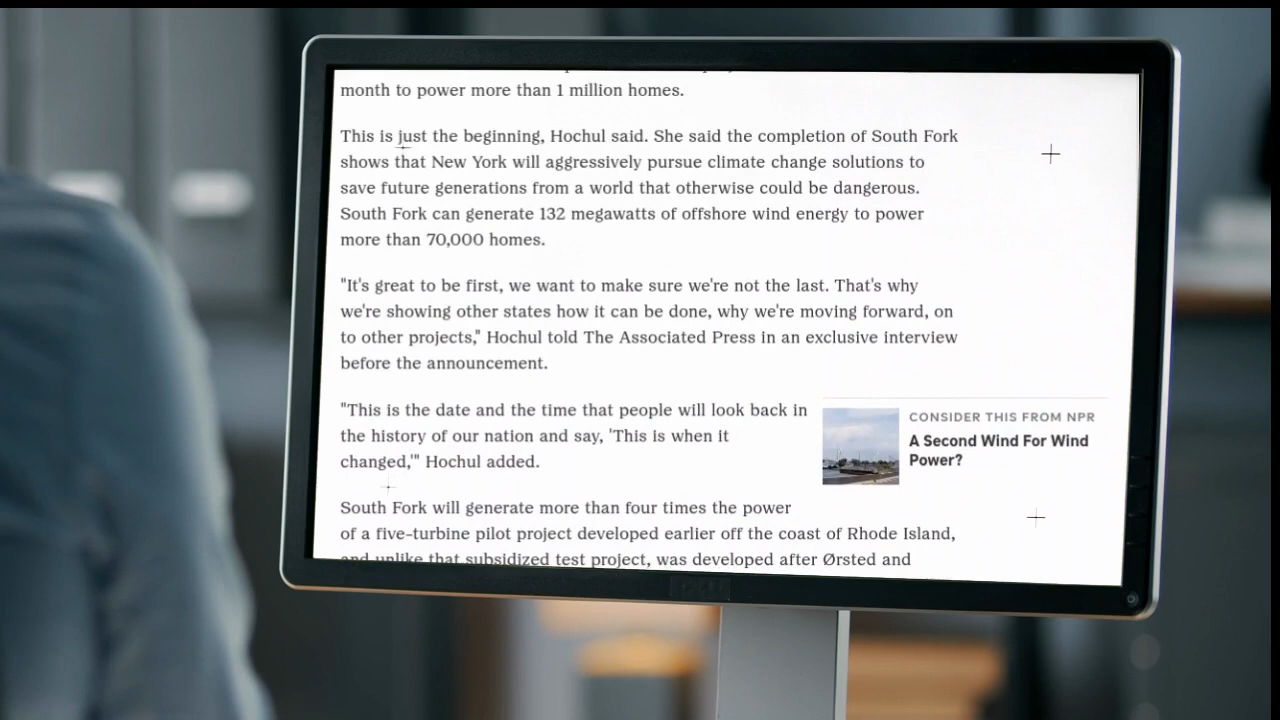 month to power more than 1 million homes.
This is just the beginning, Hochul said. She said the completion of South Fork
shows that New York will aggressively pursue climate change solutions to
save future generations from a world that otherwise could be dangerous.
South Fork can generate 132 megawatts of offshore wind energy to power
more than 70,000 homes.
"It's great to be first, we want to make sure we're not the last. That's why
we're showing other states how it can be done, why we're moving forward, on
to other projects," Hochul told The Associated Press in an exclusive interview
before the announcement.
"This is the date and the time that people will look back in
the history of our nation and say, 'This is when it
changed,'" Hochul added.
CONSIDER THIS FROM NPR
A Second Wind For Wind
Power?
South Fork will generate more than four times the power
of a five-turbine pilot project developed earlier off the coast of Rhode Island,
and unlike that subsidized test project, was developed after Ørsted and